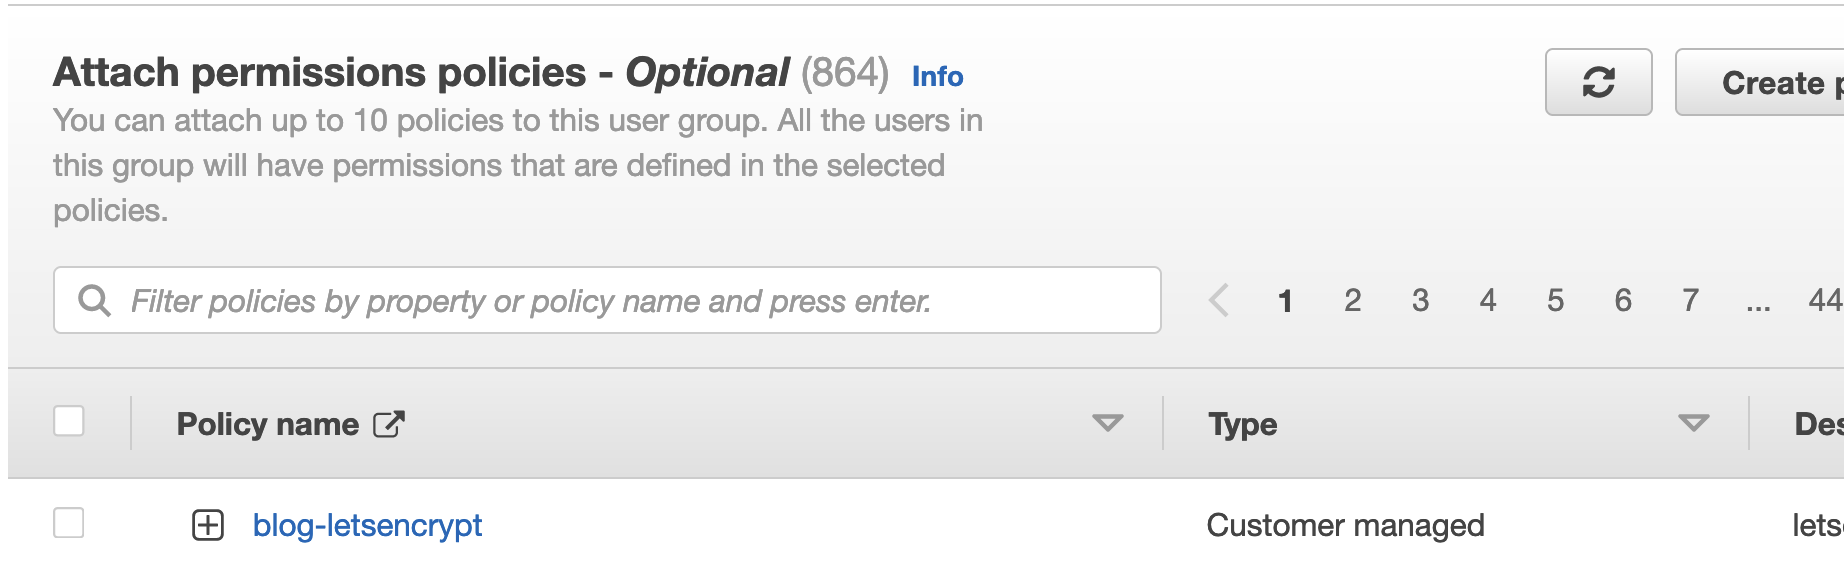 Attach permissions policies - Optional (864) Info
Create
You can attach up to 10 policies to this user group. All the users in
this group will have permissions that are defined in the selected
policies.
Filter policies by property or policy name and press enter.
1 2 3 4 5 6 7 ... 44
Policy name
Type
Des
blog-letsencrypt
Customer managed
lets